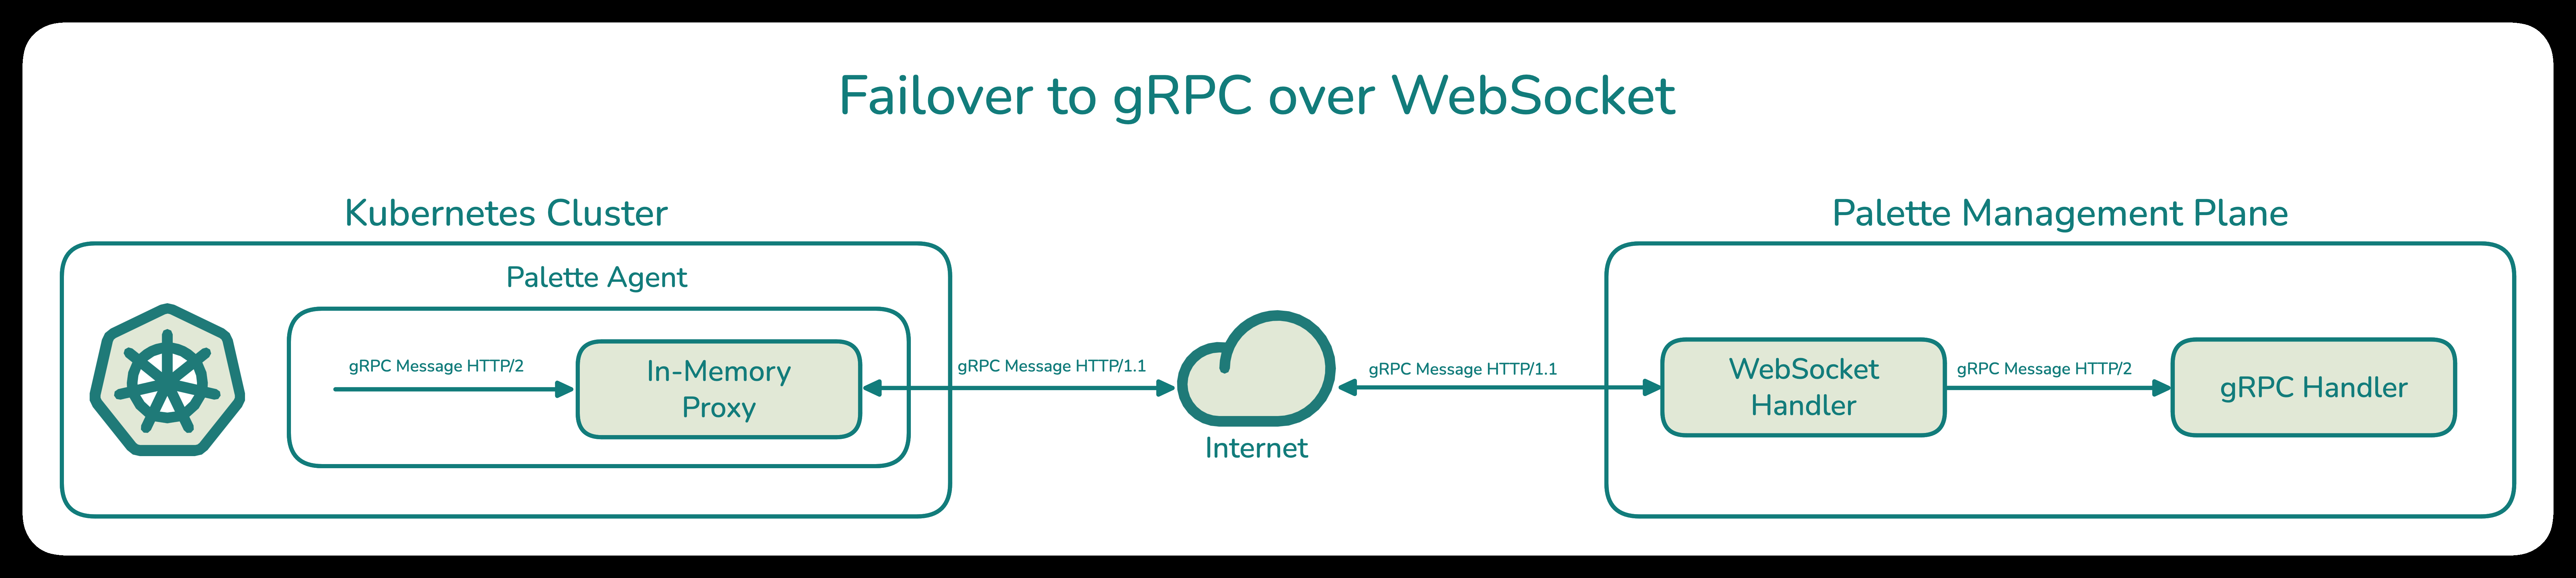 Failover to gRPC over WebSocket
Kubernetes Cluster
Palette Management Plane
Palette Agent
gRPC Message HTTP/2
In-Memory
Proxy
gRPC Message HTTP/1.1
Internet
gRPC Message HTTP/1.1
WebSocket
Handler
gRPC Message HTTP/2
gRPC Handler